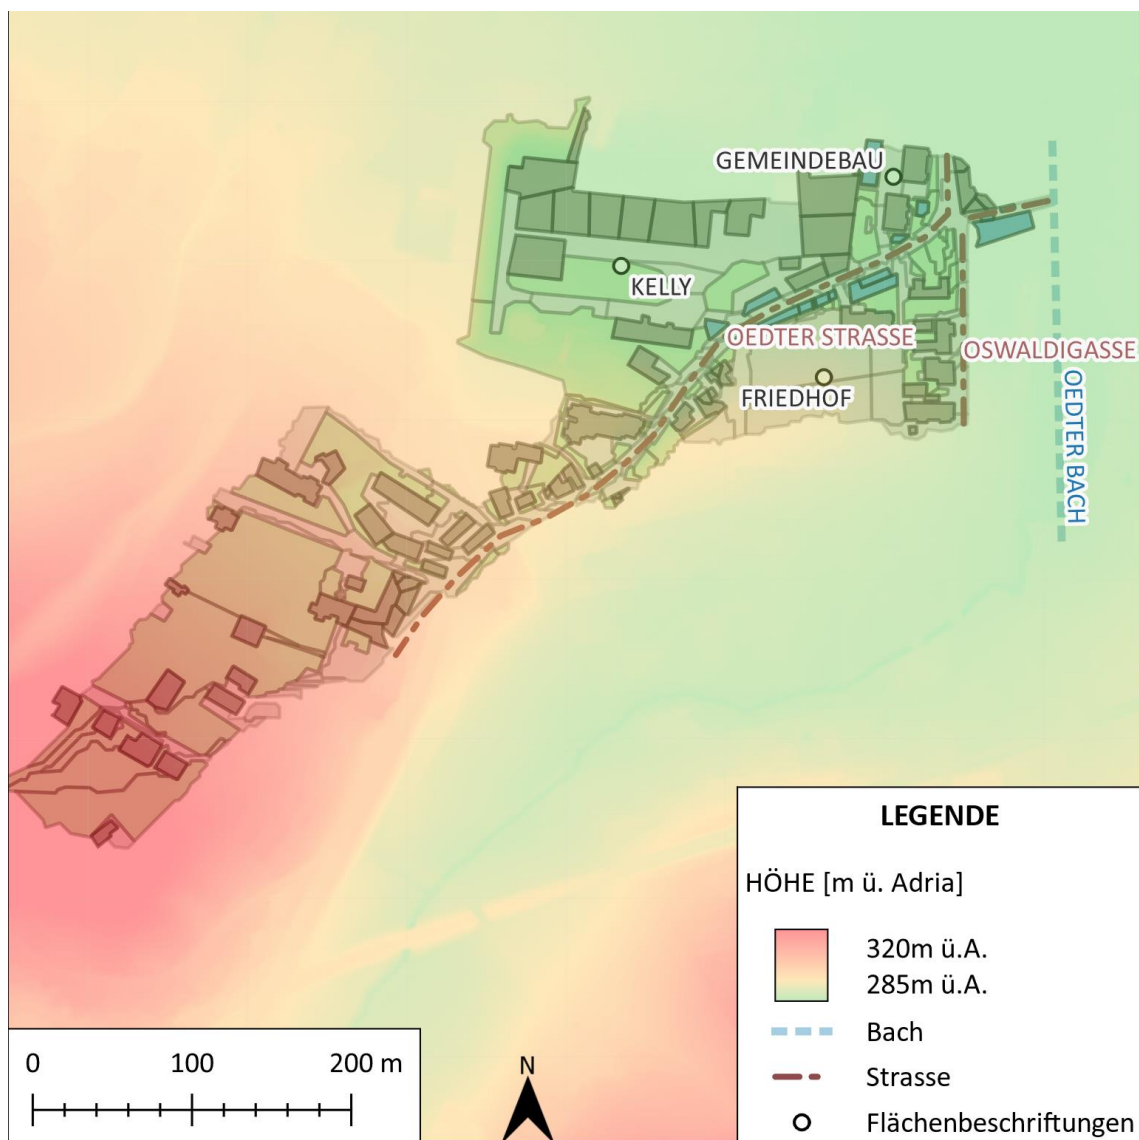 GEMEINDEBAU
KELLY
OEDTER STRASSE
OSWALDIGASSE
FRIEDHOF
OEDTER BACH
LEGENDE
HÖHE [m ü. Adria]
320m ü.A.
285m ü.A.
Bach
Strasse
Flächenbeschriftungen
0 100 200 m
N